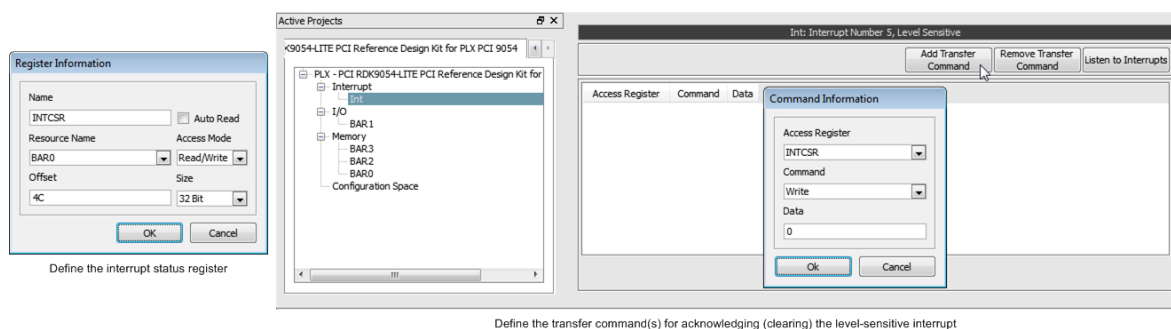 Register Information
Name
INTCSR
Auto Read
Resource Name
Access Mode
BAR0
Read/Write
Offset
Size
4C
32 Bit
OK
Cancel
Define the interrupt status register
Active Projects
K9054-LITE PCI Reference Design Kit for PLX PCI 9054
PLX - PCI RDK9054-LITE PCI Reference Design Kit for
Interrupt
Int
I/O
BAR1
Memory
BAR3
BAR2
BAR0
Configuration Space
Int: Interrupt Number 5, Level Sensitive
Add Transfer
Command
Remove Transfer
Command
Listen to Interrupts
Access Register
Command
Data
Command Information
Access Register
INTCSR
Command
Write
Data
0
Ok
Cancel
Define the transfer command(s) for acknowledging (clearing) the level-sensitive interrupt